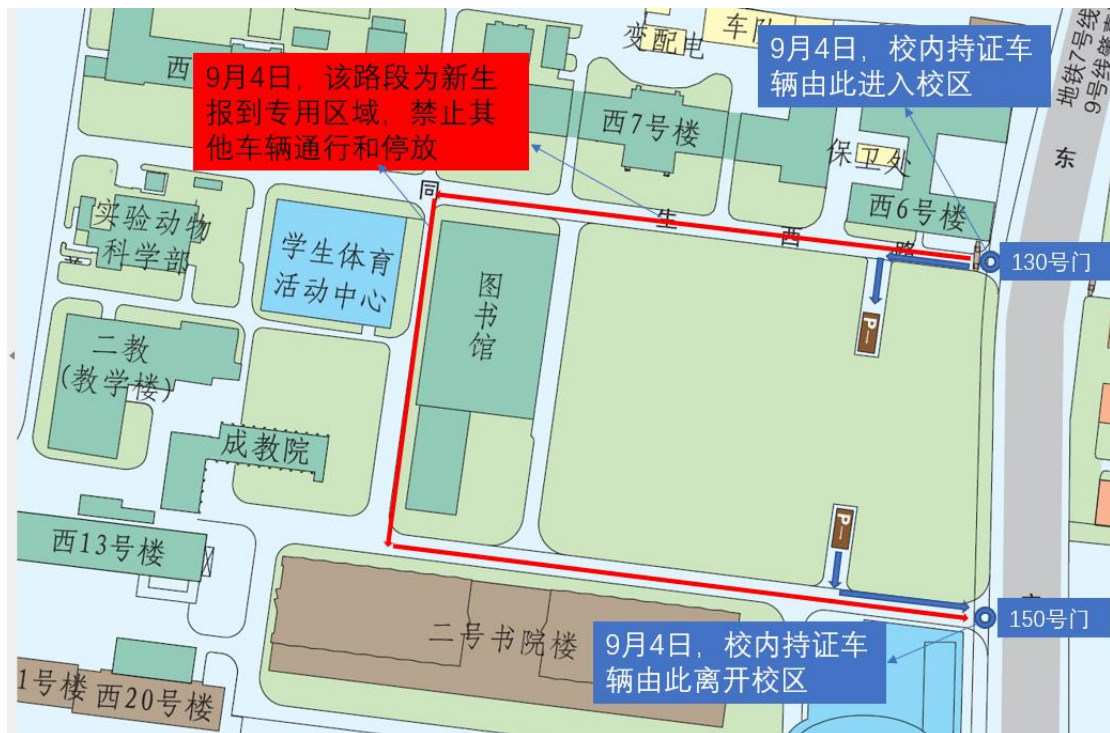 变配电
车队
地铁7号线
9号线
东
西
9月4日，该路段为新生
报到专用区域，禁止其
他车辆通行和停放
9月4日，校内持证车
辆由此进入校区
西7号楼
保卫处
西6号楼
同
生
西
路
130号门
实验动物
科学部
学生体育
活动中心
图书馆
P
二教
(教学楼)
成教院
P
西13号楼
二号书院楼
150号门
9月4日，校内持证车
辆由此离开校区
1号楼
西20号楼